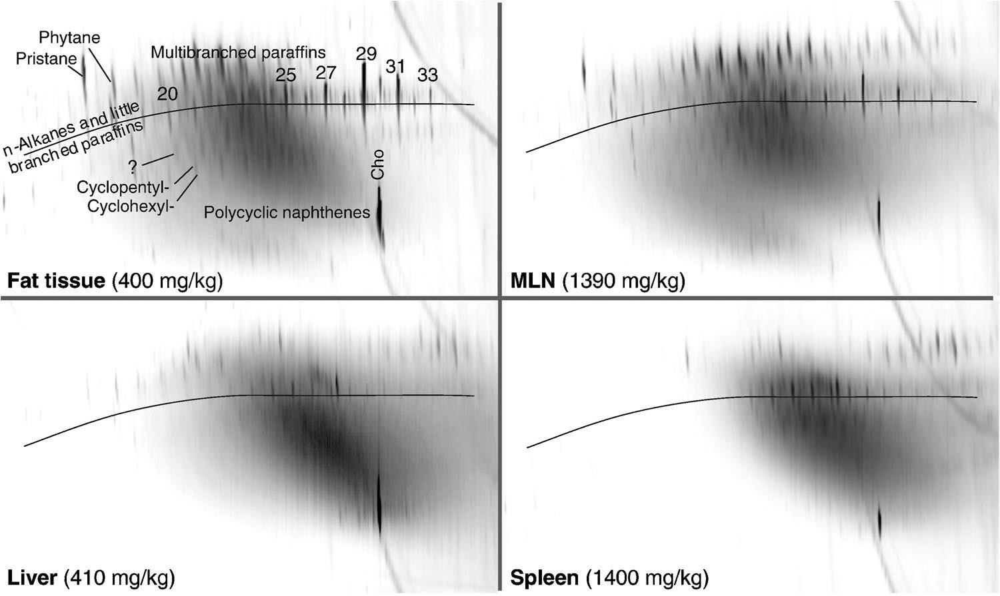 Phytane
Pristane
Multibranched paraffins
20
25
27
29
31
33
n-Alkanes and little
branched paraffins
?
Cyclopentyl-
Cyclohexyl-
Polycyclic naphthenes
Cho
Fat tissue (400 mg/kg)
MLN (1390 mg/kg)
Liver (410 mg/kg)
Spleen (1400 mg/kg)